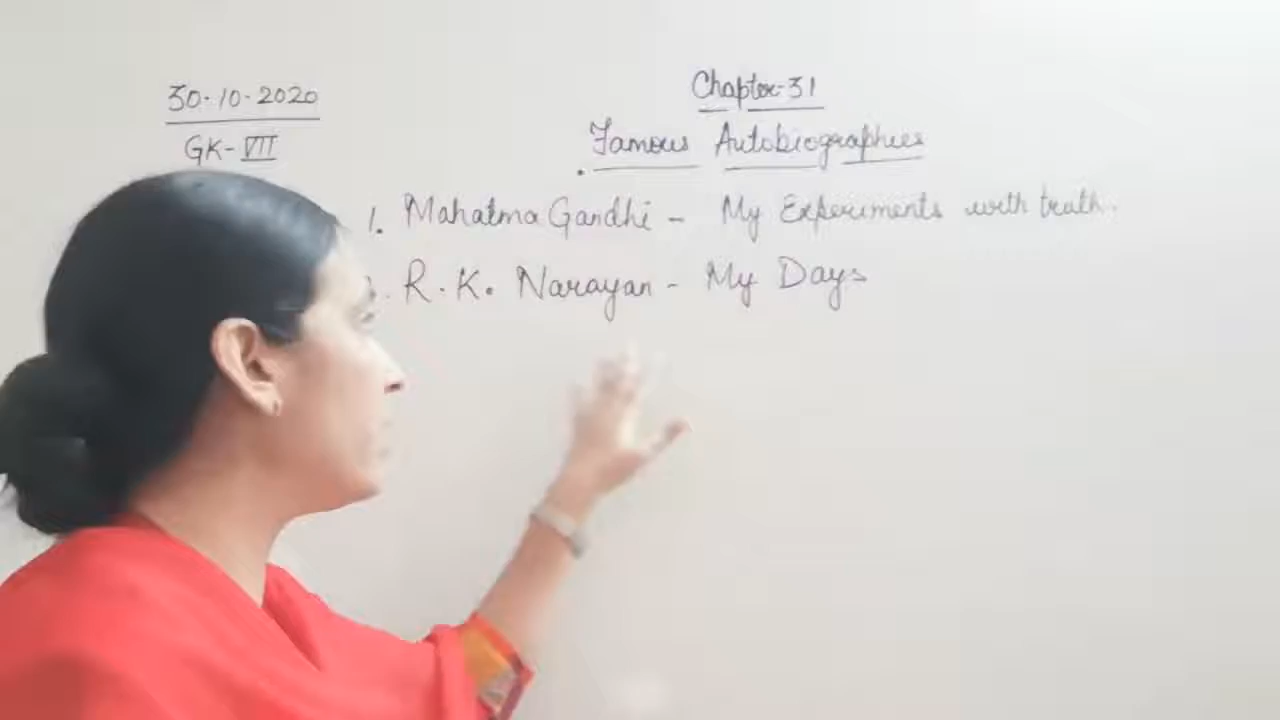 30.10.2020
GK-VII
Chapter-31
Famous Autobiographies
1. Mahatma Gandhi - My Experiments with truth.
R.K. Narayan - My Days